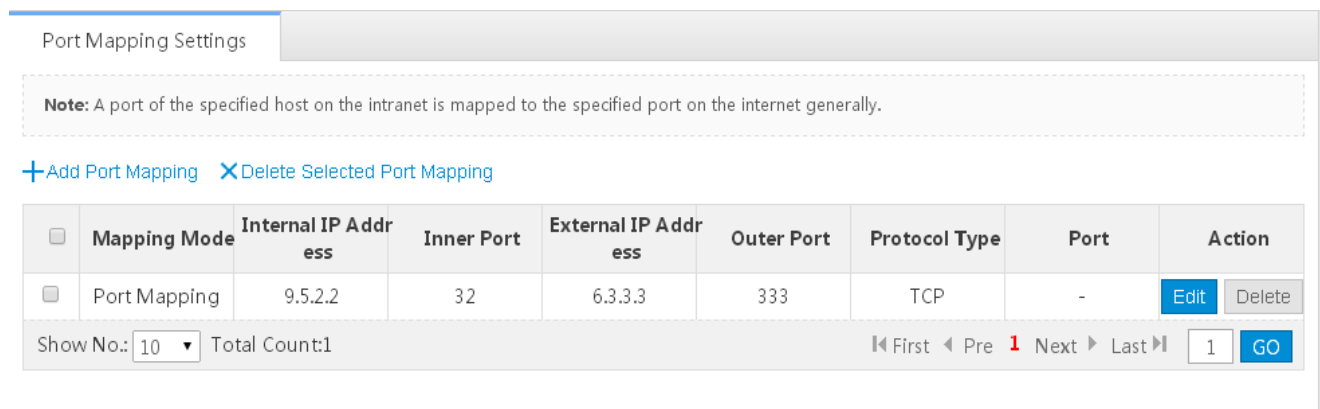 Port Mapping Settings
Note: A port of the specified host on the intranet is mapped to the specified port on the internet generally.
Add Port Mapping Delete Selected Port Mapping
Mapping Mode Internal IP Addr Inner Port External IP Addr Outer Port Protocol Type Port Action
ess ess
Port Mapping 9.5.2.2 32 6.3.3.3 333 TCP - Edit Delete
Show No.: 10 Total Count:1 First Pre 1 Next Last 1 GO